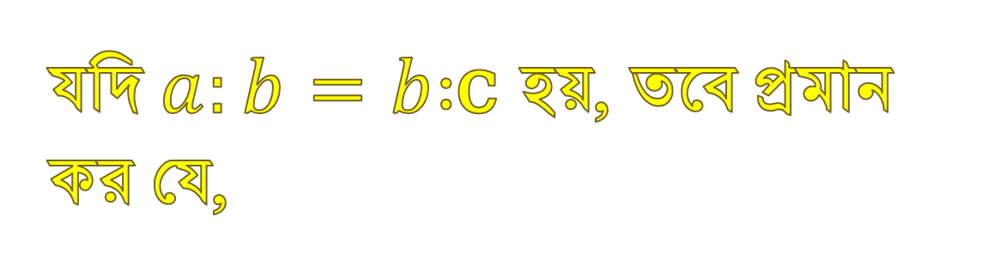 যদি a: b = b:c হয়, তবে প্রমান
কর যে,